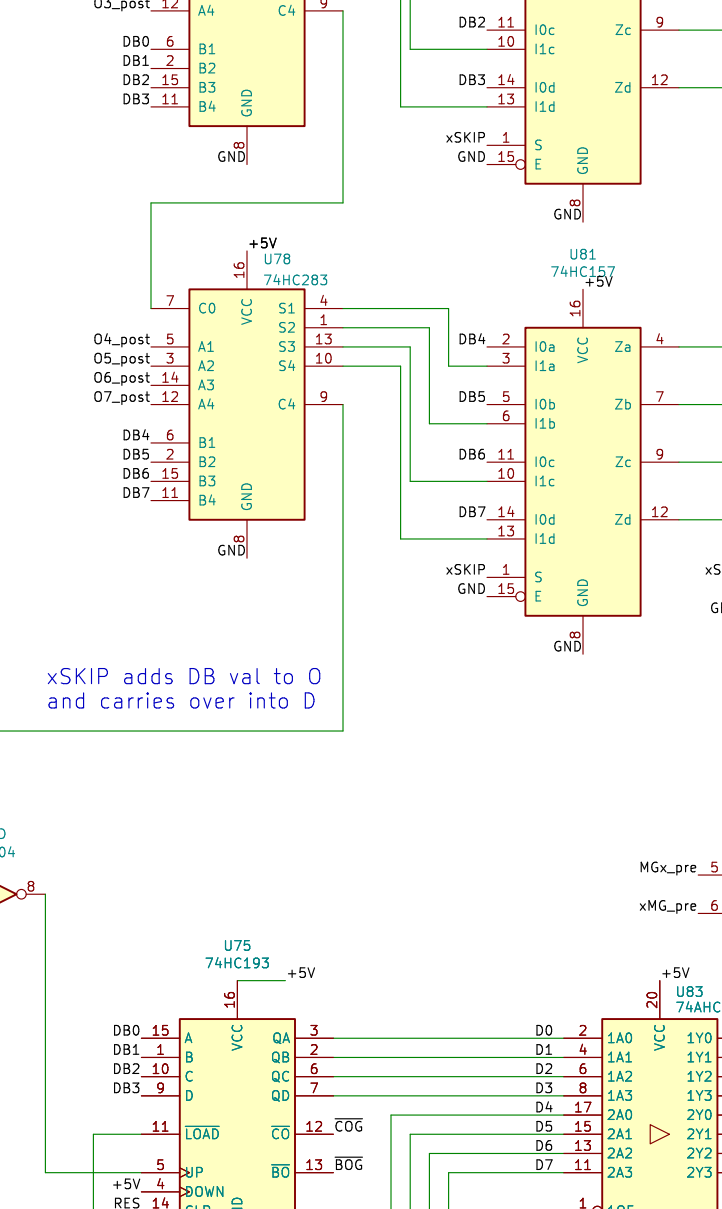 O3_post 12 A4 C4 9
DB0 6 B1
DB1 2 B2
DB2 15 B3
DB3 11 B4
GND
8
GND
DB2 11 I0c Zc 9
10 I1c
DB3 14 I0d Zd 12
13 I1d
xSKIP 1 S
GND 15 E
GND
8
GND
+5V
U78
74HC283
16
VCC
7 C0 S1 4
S2 1
O4_post 5 A1 S3 13
O5_post 3 A2 S4 10
O6_post 14 A3
O7_post 12 A4 C4 9
DB4 6 B1
DB5 2 B2
DB6 15 B3
DB7 11 B4
GND
8
GND
U81
74HC157
+5V
16
VCC
DB4 2 I0a Za 4
3 I1a
DB5 5 I0b Zb 7
6 I1b
DB6 11 I0c Zc 9
10 I1c
DB7 14 I0d Zd 12
13 I1d
xSKIP 1 S
GND 15 E
GND
8
GND
xSKIP adds DB val to O
and carries over into D
04
8
MGx_pre 5
xMG_pre 6
U75
74HC193
+5V
16
VCC
DB0 15 A QA 3
DB1 1 B QB 2
DB2 10 C QC 6
DB3 9 D QD 7
11 LOAD CO 12 COG
5 UP BO 13 BOG
+5V 4 DOWN
RES 14
+5V
U83
74AHC
20
VCC
D0 2 1A0 1Y0
D1 4 1A1 1Y1
D2 6 1A2 1Y2
D3 8 1A3 1Y3
D4 17 2A0 2Y0
D5 15 2A1 2Y1
D6 13 2A2 2Y2
D7 11 2A3 2Y3
1